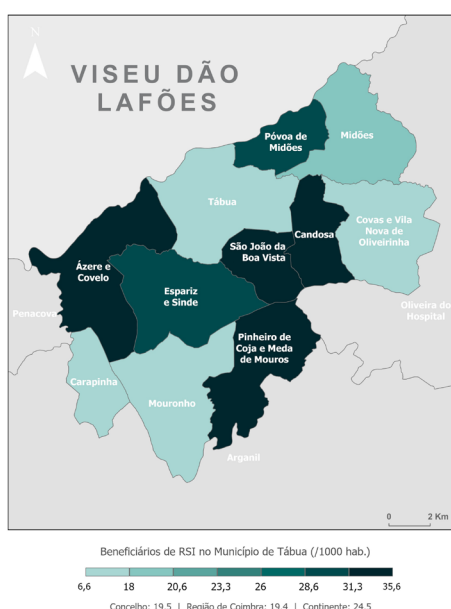 N
VISEU DÃO
LAFÕES
Póvoa de
Midões
Midões
Tábua
Candosa
Covas e Vila
Nova de
Oliveirinha
São João da
Boa Vista
Ázere e
Covelo
Espariz
e Sinde
Oliveira do
Hospital
Penacova
Pinheiro de
Coja e Meda
de Mouros
Carapinha
Mouronho
Arganil
0 2 Km
Beneficiários de RSI no Município de Tábua (/1000 hab.)
6,6 18 20,6 23,3 26 28,6 31,3 35,6
Concelho: 19,5 | Região de Coimbra: 19,4 | Continente: 24,5